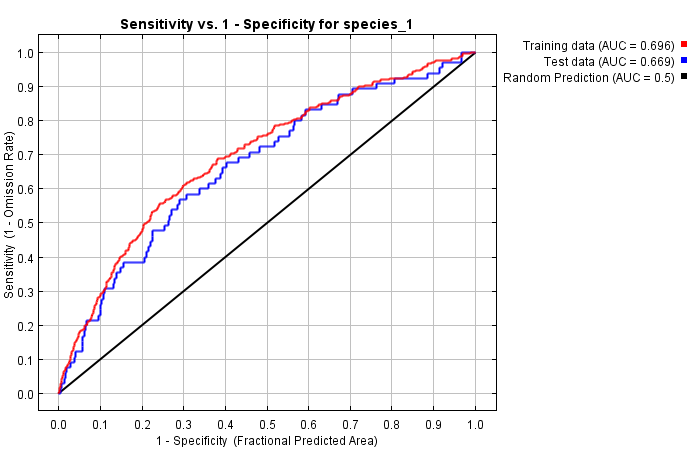 Sensitivity vs. 1 - Specificity for species_1
Training data (AUC = 0.696)
Test data (AUC = 0.669)
Random Prediction (AUC = 0.5)
Sensitivity (1 - Omission Rate)
1.0
0.9
0.8
0.7
0.6
0.5
0.4
0.3
0.2
0.1
0.0
0.0 0.1 0.2 0.3 0.4 0.5 0.6 0.7 0.8 0.9 1.0
1 - Specificity (Fractional Predicted Area)